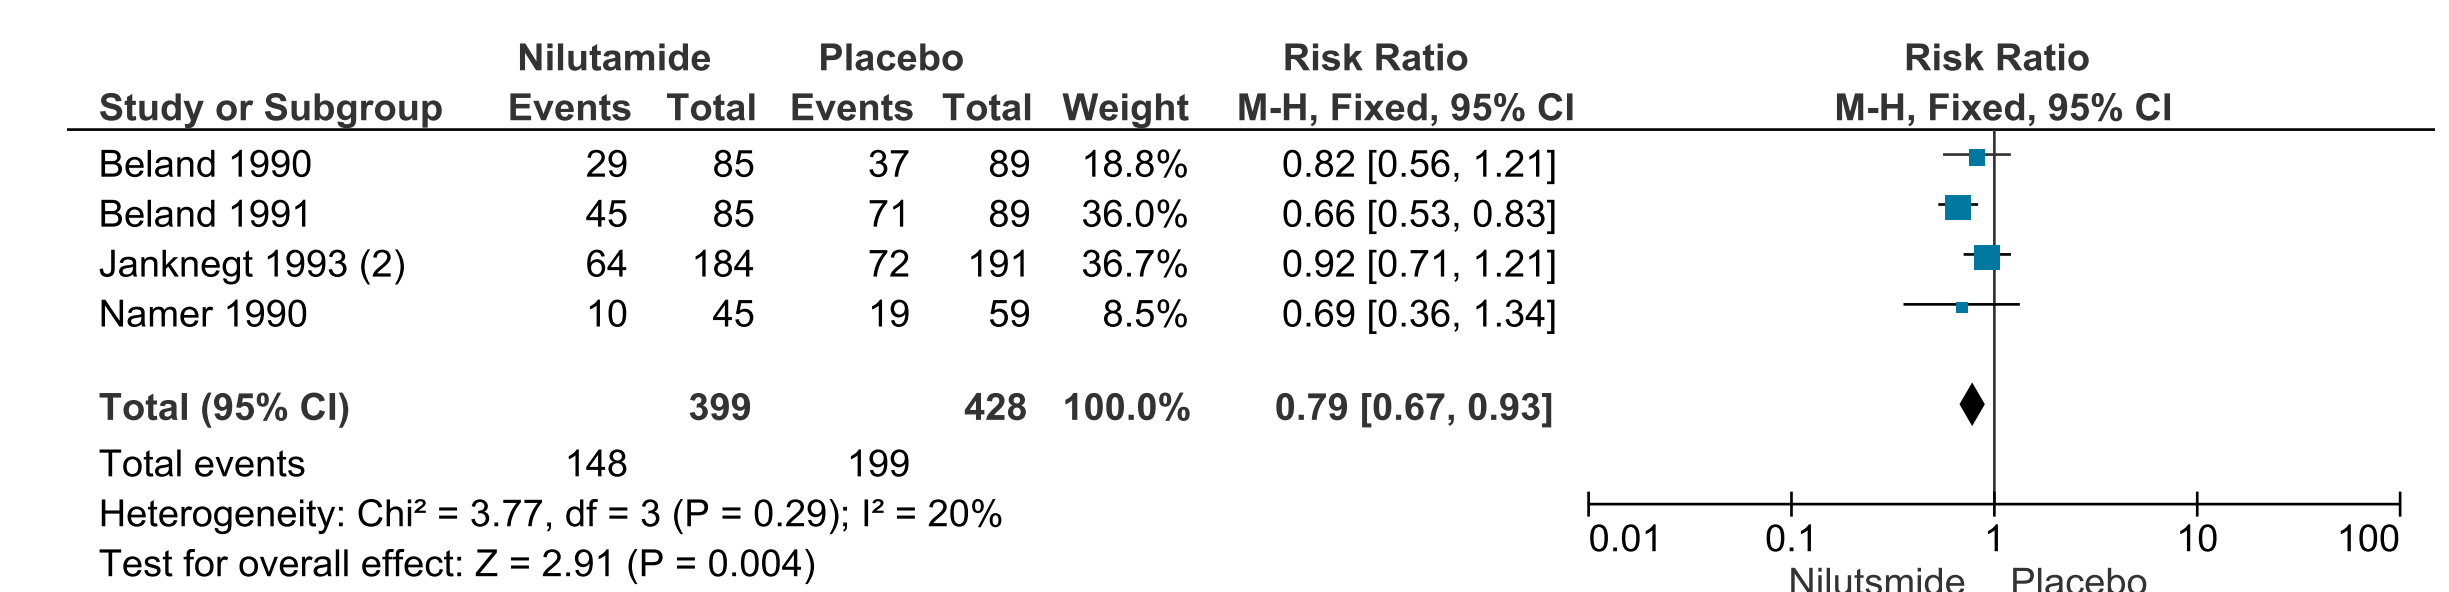 Nilutamide Placebo Risk Ratio Risk Ratio
Study or Subgroup Events Total Events Total Weight M-H, Fixed, 95% CI M-H, Fixed, 95% CI
Beland 1990 29 85 37 89 18.8% 0.82 [0.56, 1.21]
Beland 1991 45 85 71 89 36.0% 0.66 [0.53, 0.83]
Janknegt 1993 (2) 64 184 72 191 36.7% 0.92 [0.71, 1.21]
Namer 1990 10 45 19 59 8.5% 0.69 [0.36, 1.34]
Total (95% CI) 399 428 100.0% 0.79 [0.67, 0.93]
Total events 148 199
Heterogeneity: Chi² = 3.77, df = 3 (P = 0.29); I² = 20%
Test for overall effect: Z = 2.91 (P = 0.004)
0.01 0.1 1 10 100
Nilutsmide Placebo